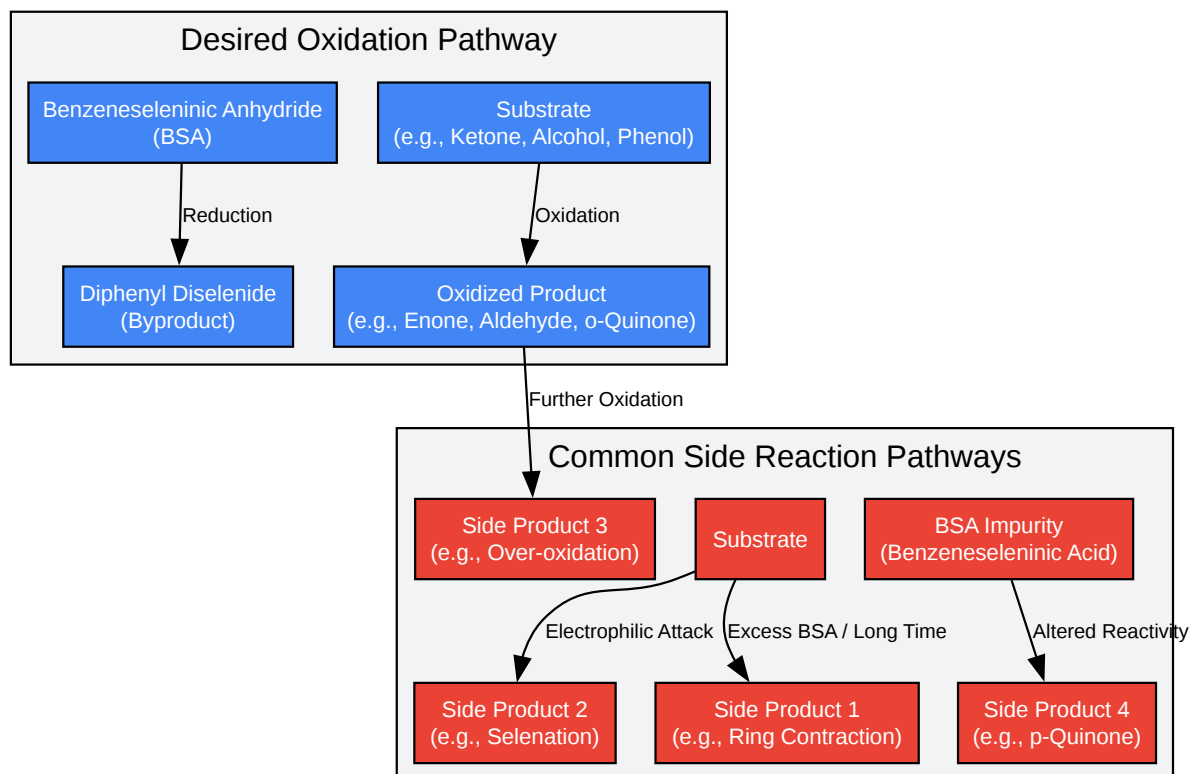 Desired Oxidation Pathway
Benzeneseleninic Anhydride
(BSA)
Substrate
(e.g., Ketone, Alcohol, Phenol)
Reduction
Oxidation
Diphenyl Diselenide
(Byproduct)
Oxidized Product
(e.g., Enone, Aldehyde, o-Quinone)
Further Oxidation
Common Side Reaction Pathways
Side Product 3
(e.g., Over-oxidation)
Substrate
BSA Impurity
(Benzeneseleninic Acid)
Electrophilic Attack
Excess BSA / Long Time
Altered Reactivity
Side Product 2
(e.g., Selenation)
Side Product 1
(e.g., Ring Contraction)
Side Product 4
(e.g., p-Quinone)